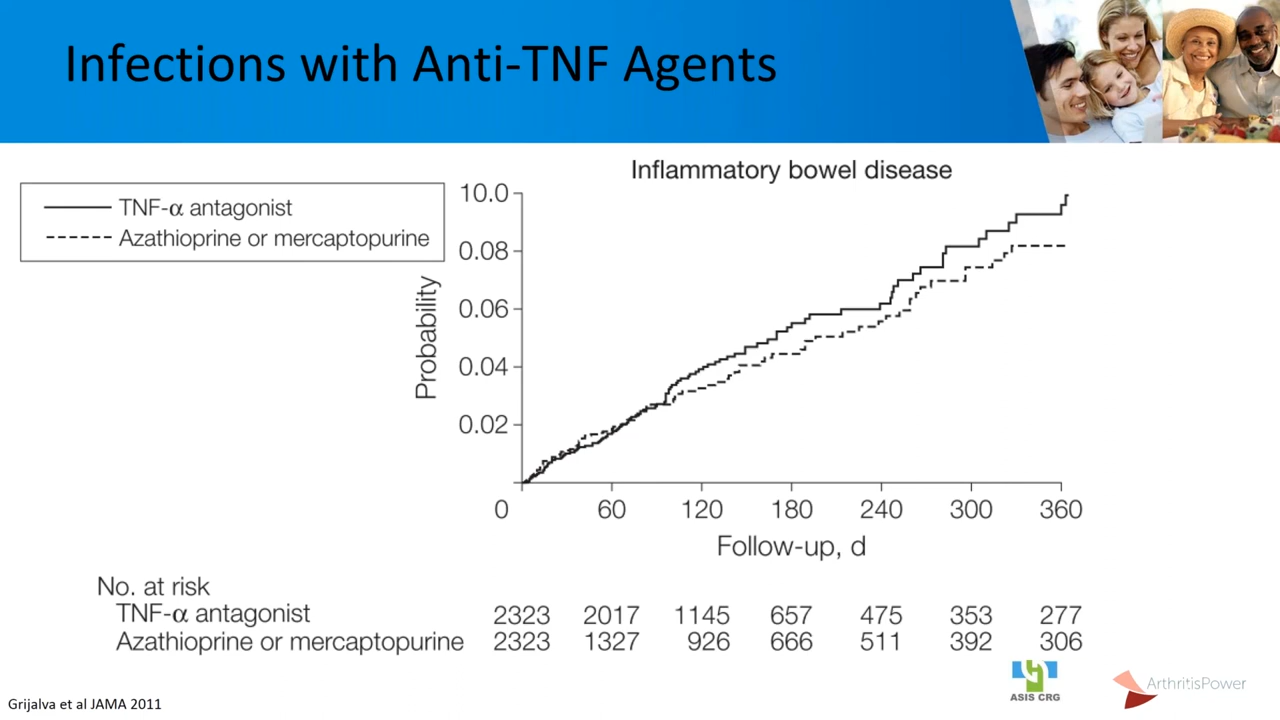 Infections with Anti-TNF Agents
Inflammatory bowel disease
TNF-α antagonist
Azathioprine or mercaptopurine
Probability
10.0
0.08
0.06
0.04
0.02
0 60 120 180 240 300 360
Follow-up, d
No. at risk
TNF-α antagonist 2323 2017 1145 657 475 353 277
Azathioprine or mercaptopurine 2323 1327 926 666 511 392 306
ASIS CRG
ArthritisPower
Grijalva et al JAMA 2011